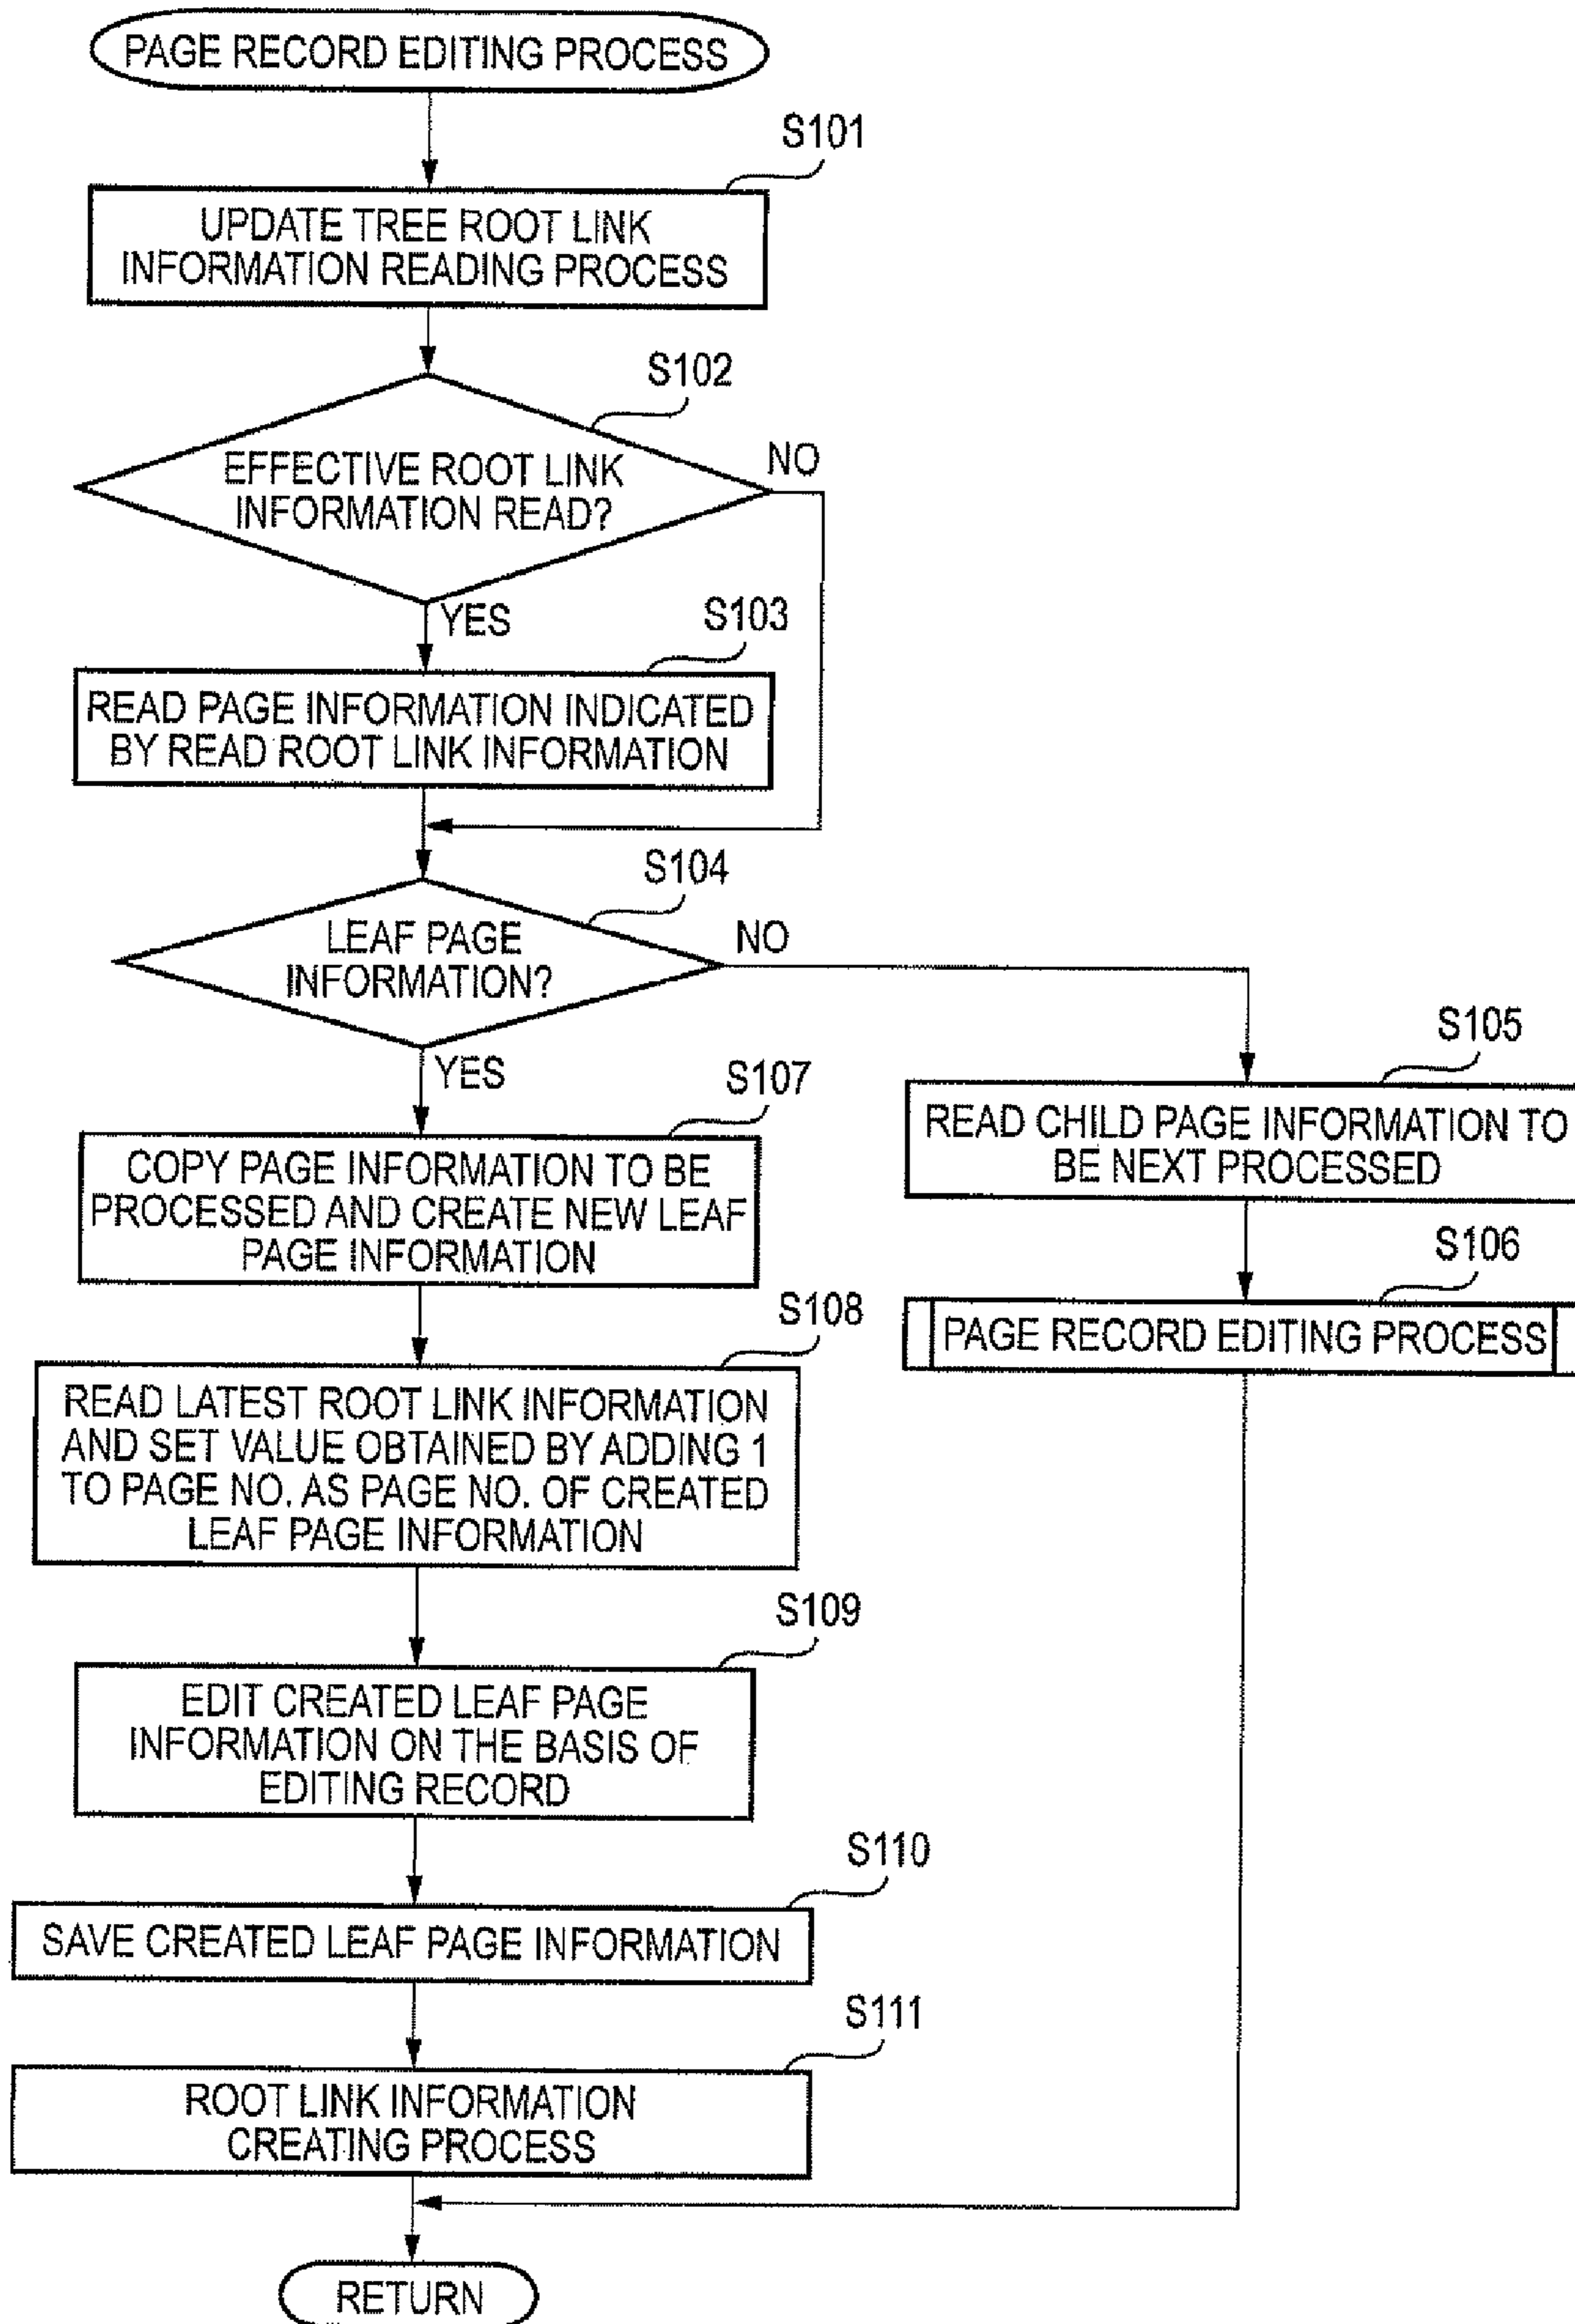 PAGE RECORD EDITING PROCESS
S101
UPDATE TREE ROOT LINK
INFORMATION READING PROCESS
S102
EFFECTIVE ROOT LINK
INFORMATION READ?
NO
YES
S103
READ PAGE INFORMATION INDICATED
BY READ ROOT LINK INFORMATION
S104
LEAF PAGE
INFORMATION?
NO
YES
S105
READ CHILD PAGE INFORMATION TO
BE NEXT PROCESSED
S106
PAGE RECORD EDITING PROCESS
S107
COPY PAGE INFORMATION TO BE
PROCESSED AND CREATE NEW LEAF
PAGE INFORMATION
S108
READ LATEST ROOT LINK INFORMATION
AND SET VALUE OBTAINED BY ADDING 1
TO PAGE NO. AS PAGE NO. OF CREATED
LEAF PAGE INFORMATION
S109
EDIT CREATED LEAF PAGE
INFORMATION ON THE BASIS OF
EDITING RECORD
S110
SAVE CREATED LEAF PAGE INFORMATION
S111
ROOT LINK INFORMATION
CREATING PROCESS
RETURN